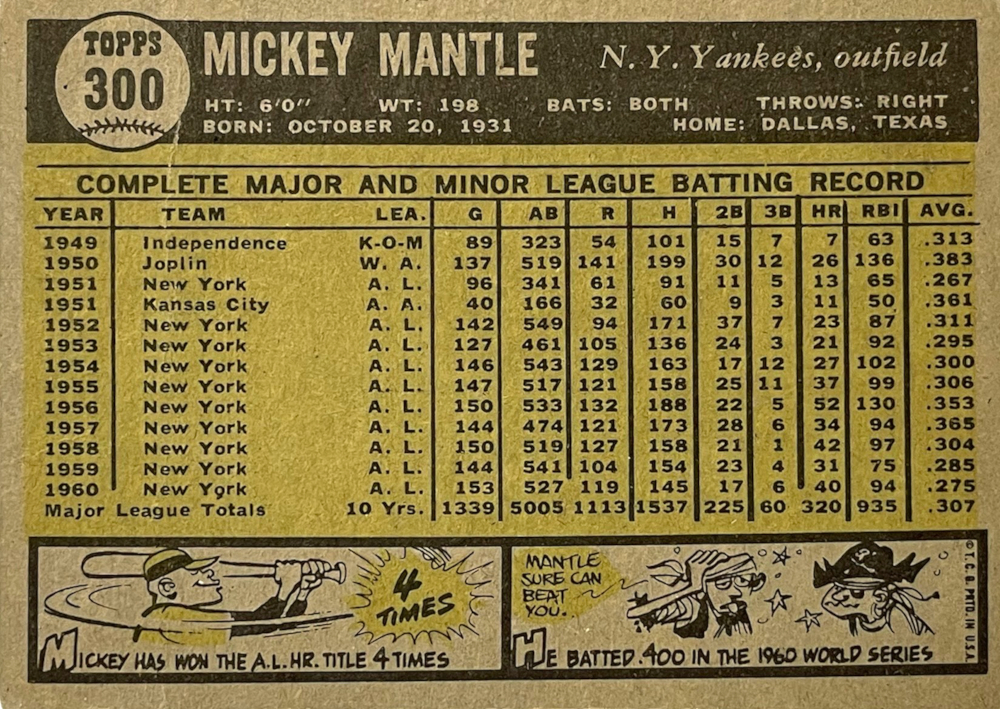 TOPPS
300
MICKEY MANTLE N. Y. Yankees, outfield
HT: 6'0" WT: 198 BATS: BOTH THROWS: RIGHT
BORN: OCTOBER 20, 1931 HOME: DALLAS, TEXAS
COMPLETE MAJOR AND MINOR LEAGUE BATTING RECORD
YEAR TEAM LEA. G AB R H 2B 3B HR RBI AVG.
1949 Independence K-O-M 89 323 54 101 15 7 7 63 .313
1950 Joplin W. A. 137 519 141 199 30 12 26 136 .383
1951 New York A. L. 96 341 61 91 11 5 13 65 .267
1951 Kansas City A. A. 40 166 32 60 9 3 11 50 .361
1952 New York A. L. 142 549 94 171 37 7 23 87 .311
1953 New York A. L. 127 461 105 136 24 3 21 92 .295
1954 New York A. L. 146 543 129 163 17 12 27 102 .300
1955 New York A. L. 147 517 121 158 25 11 37 99 .306
1956 New York A. L. 150 533 132 188 22 5 52 130 .353
1957 New York A. L. 144 474 121 173 28 6 34 94 .365
1958 New York A. L. 150 519 127 158 21 1 42 97 .304
1959 New York A. L. 144 541 104 154 23 4 31 75 .285
1960 New York A. L. 153 527 119 145 17 6 40 94 .275
Major League Totals 10 Yrs. 1339 5005 1113 1537 225 60 320 935 .307
4
TIMES
MICKEY HAS WON THE A.L. HR. TITLE 4 TIMES
MANTLE
SURE CAN
BEAT
YOU.
P
HE BATTED .400 IN THE 1960 WORLD SERIES
© T. C. G. PRTD. IN U.S.A.